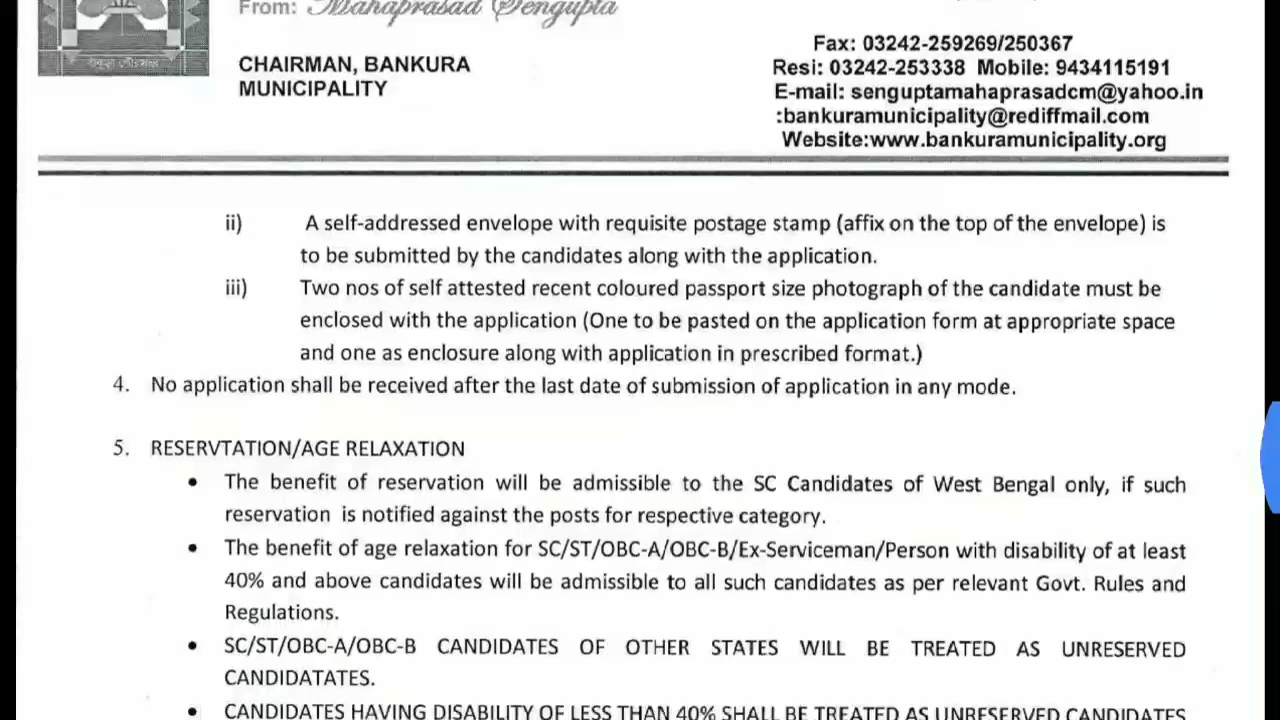 From: Mahaprasad Sengupta
CHAIRMAN, BANKURA
MUNICIPALITY
বাঁকুড়া পৌরসভা
Fax: 03242-259269/250367
Resi: 03242-253338 Mobile: 9434115191
E-mail: senguptamahaprasadcm@yahoo.in
:bankuramunicipality@rediffmail.com
Website:www.bankuramunicipality.org
ii) A self-addressed envelope with requisite postage stamp (affix on the top of the envelope) is
to be submitted by the candidates along with the application.
iii) Two nos of self attested recent coloured passport size photograph of the candidate must be
enclosed with the application (One to be pasted on the application form at appropriate space
and one as enclosure along with application in prescribed format.)
4. No application shall be received after the last date of submission of application in any mode.
5. RESERVTATION/AGE RELAXATION
• The benefit of reservation will be admissible to the SC Candidates of West Bengal only, if such
reservation is notified against the posts for respective category.
• The benefit of age relaxation for SC/ST/OBC-A/OBC-B/Ex-Serviceman/Person with disability of at least
40% and above candidates will be admissible to all such candidates as per relevant Govt. Rules and
Regulations.
• SC/ST/OBC-A/OBC-B CANDIDATES OF OTHER STATES WILL BE TREATED AS UNRESERVED
CANDIDATATES.
• CANDIDATES HAVING DISABILITY OF LESS THAN 40% SHALL BE TREATED AS UNRESERVED CANDIDATES